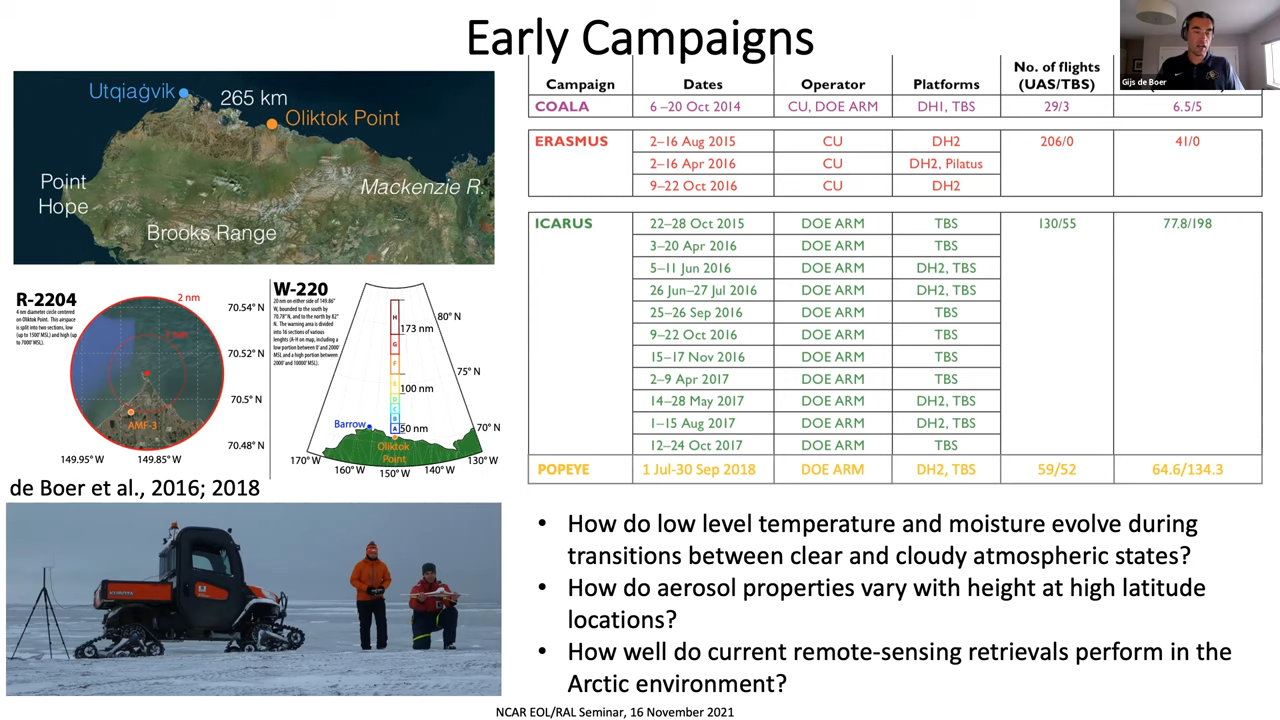 Early Campaigns
Gijs de Boer
Utqiaġvik
265 km
Oliktok Point
Point
Hope
Mackenzie R.
Brooks Range
R-2204
4 nm diameter circle centered
on Oliktok Point. This airspace
is split into two sections, low
(up to 1500' MSL) and high (up
to 7000' MSL).
2 nm
1 nm
AMF-3
70.54° N
70.52° N
70.5° N
70.48° N
149.95° W
149.85° W
W-220
20 nm on either side of 149.86°
W, bounded to the south by
70.78° N, and to the north by 82°
N. The warning area is divided
into 16 sections of various
lenghts (A-H on map, including a
low portion between 0' and 2000'
MSL and a high portion between
2000' and 10000' MSL).
H
G
F
E
D
C
B
A
173 nm
100 nm
50 nm
80° N
75° N
70° N
Barrow
Oliktok
Point
170° W
160° W
150° W
140° W
130° W
de Boer et al., 2016; 2018
Campaign Dates Operator Platforms No. of flights (UAS/TBS)
COALA 6–20 Oct 2014 CU, DOE ARM DH1, TBS 29/3 6.5/5
ERASMUS 2–16 Aug 2015 CU DH2 206/0 41/0
2–16 Apr 2016 CU DH2, Pilatus
9–22 Oct 2016 CU DH2
ICARUS 22–28 Oct 2015 DOE ARM TBS 130/55 77.8/198
3–20 Apr 2016 DOE ARM TBS
5–11 Jun 2016 DOE ARM DH2, TBS
26 Jun–27 Jul 2016 DOE ARM DH2, TBS
25–26 Sep 2016 DOE ARM TBS
9–22 Oct 2016 DOE ARM TBS
15–17 Nov 2016 DOE ARM TBS
2–9 Apr 2017 DOE ARM TBS
14–28 May 2017 DOE ARM DH2, TBS
1–15 Aug 2017 DOE ARM DH2, TBS
12–24 Oct 2017 DOE ARM TBS
POPEYE 1 Jul-30 Sep 2018 DOE ARM DH2, TBS 59/52 64.6/134.3
• How do low level temperature and moisture evolve during
transitions between clear and cloudy atmospheric states?
• How do aerosol properties vary with height at high latitude
locations?
• How well do current remote-sensing retrievals perform in the
Arctic environment?
KUBOTA
NCAR EOL/RAL Seminar, 16 November 2021